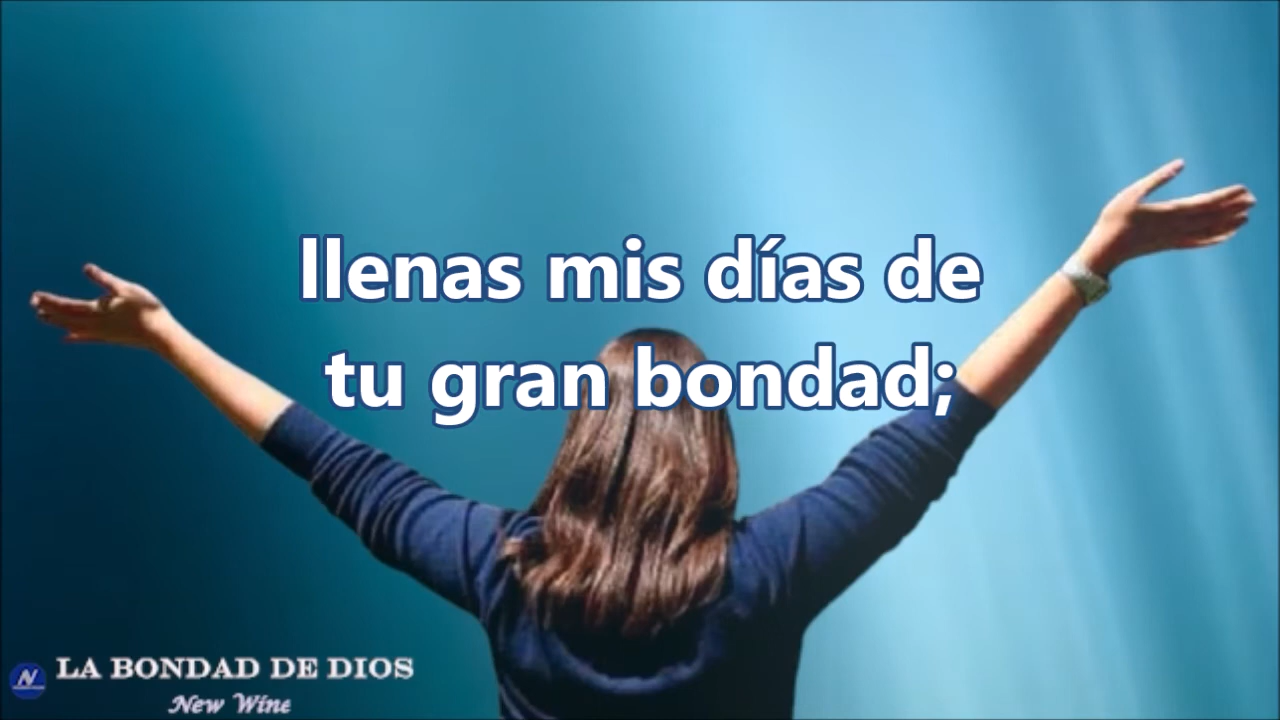 llenas mis días de
tu gran bondad;
N
LA BONDAD DE DIOS
New Wine